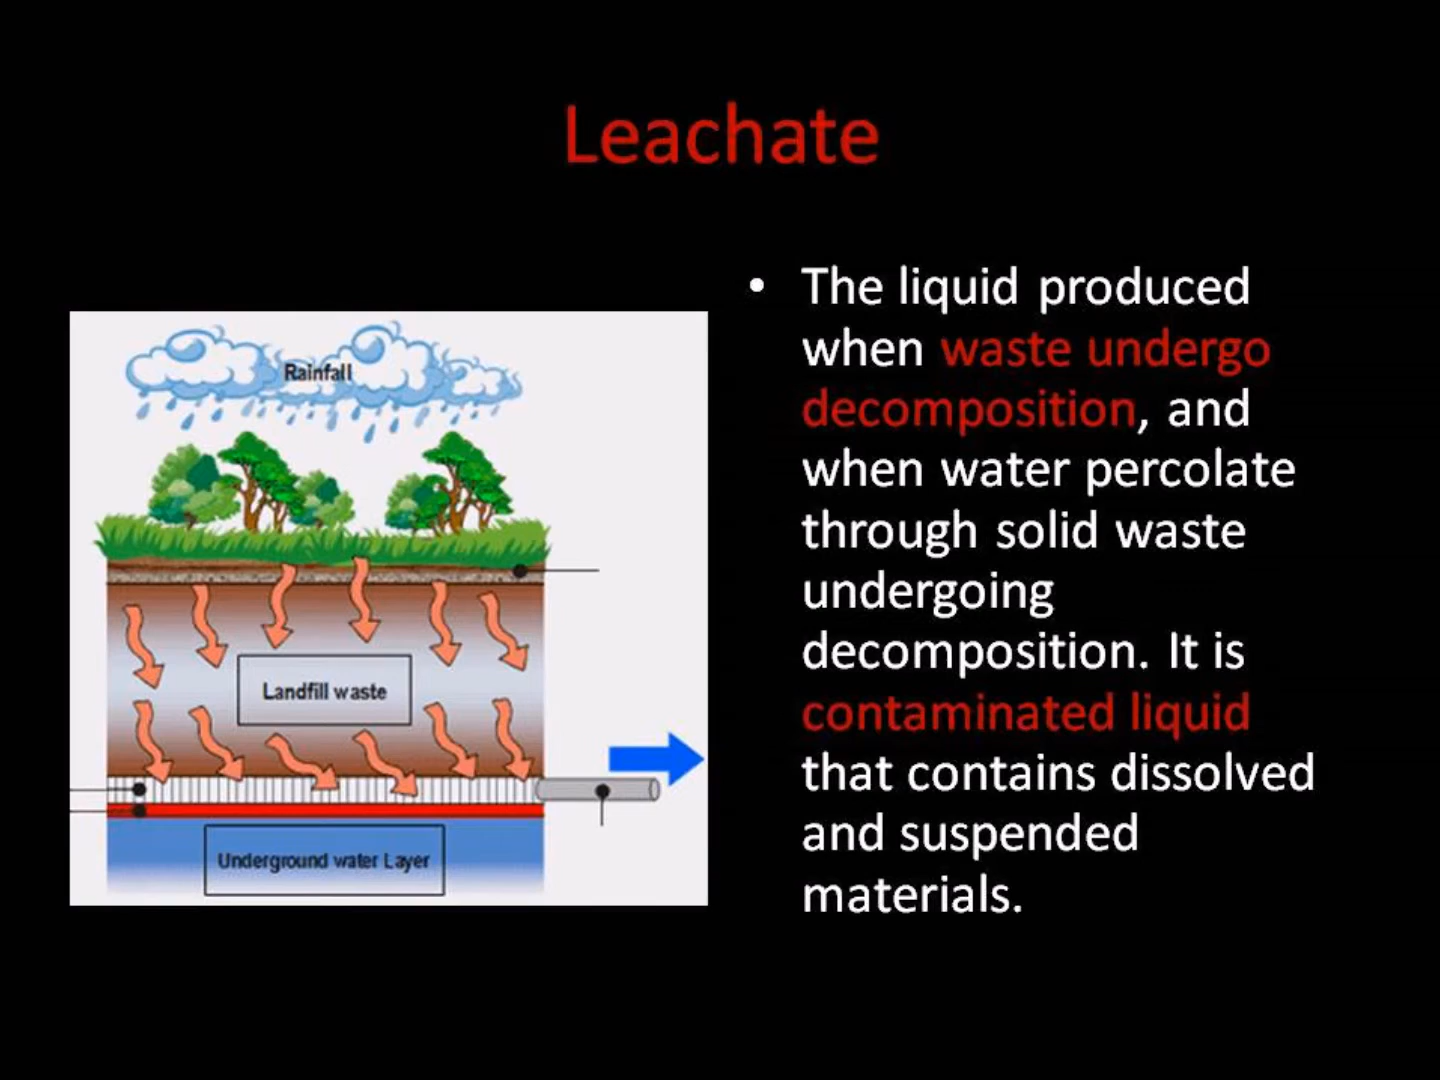 Leachate
Rainfall
Landfill waste
Underground water Layer
• The liquid produced
when waste undergo
decomposition, and
when water percolate
through solid waste
undergoing
decomposition. It is
contaminated liquid
that contains dissolved
and suspended
materials.